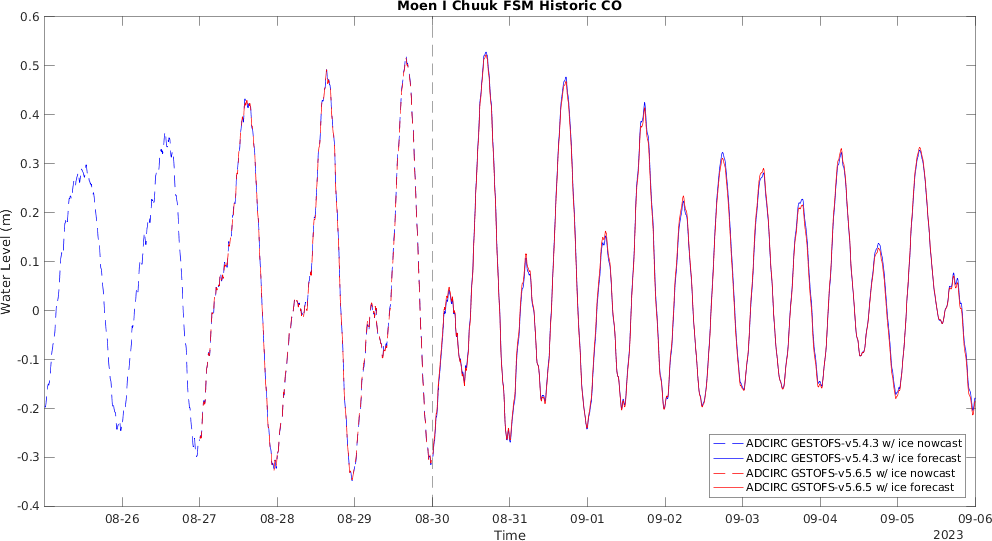 Moen I Chuuk FSM Historic CO
Water Level (m)
0.6
0.5
0.4
0.3
0.2
0.1
0
-0.1
-0.2
-0.3
-0.4
ADCIRC GESTOFS-v5.4.3 w/ ice nowcast
ADCIRC GESTOFS-v5.4.3 w/ ice forecast
ADCIRC GSTOFS-v5.6.5 w/ ice nowcast
ADCIRC GSTOFS-v5.6.5 w/ ice forecast
08-26 08-27 08-28 08-29 08-30 08-31 09-01 09-02 09-03 09-04 09-05 09-06
Time
2023